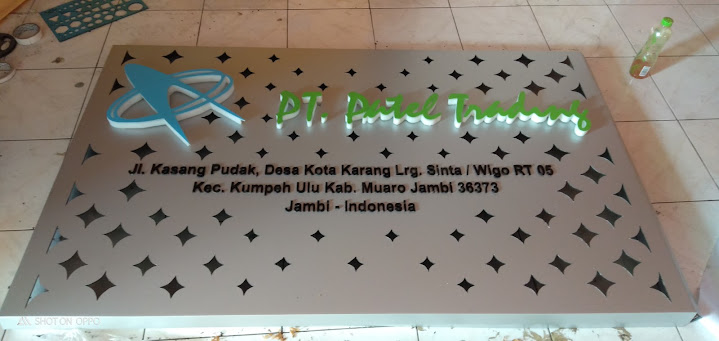 PT. Patel Trading
Jl. Kasang Pudak, Desa Kota Karang Lrg. Sinta / Wigo RT 05
Kec. Kumpeh Ulu Kab. Muaro Jambi 36373
Jambi - Indonesia
SHOT ON OPPO